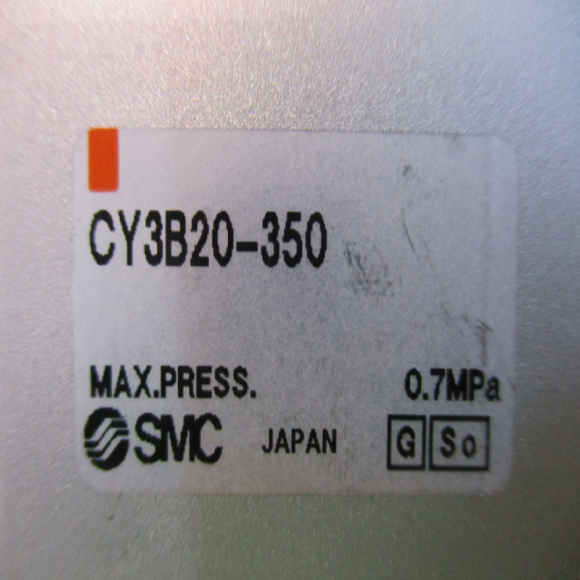 CY3B20-350
MAX.PRESS. 0.7MPa
SMC JAPAN G So